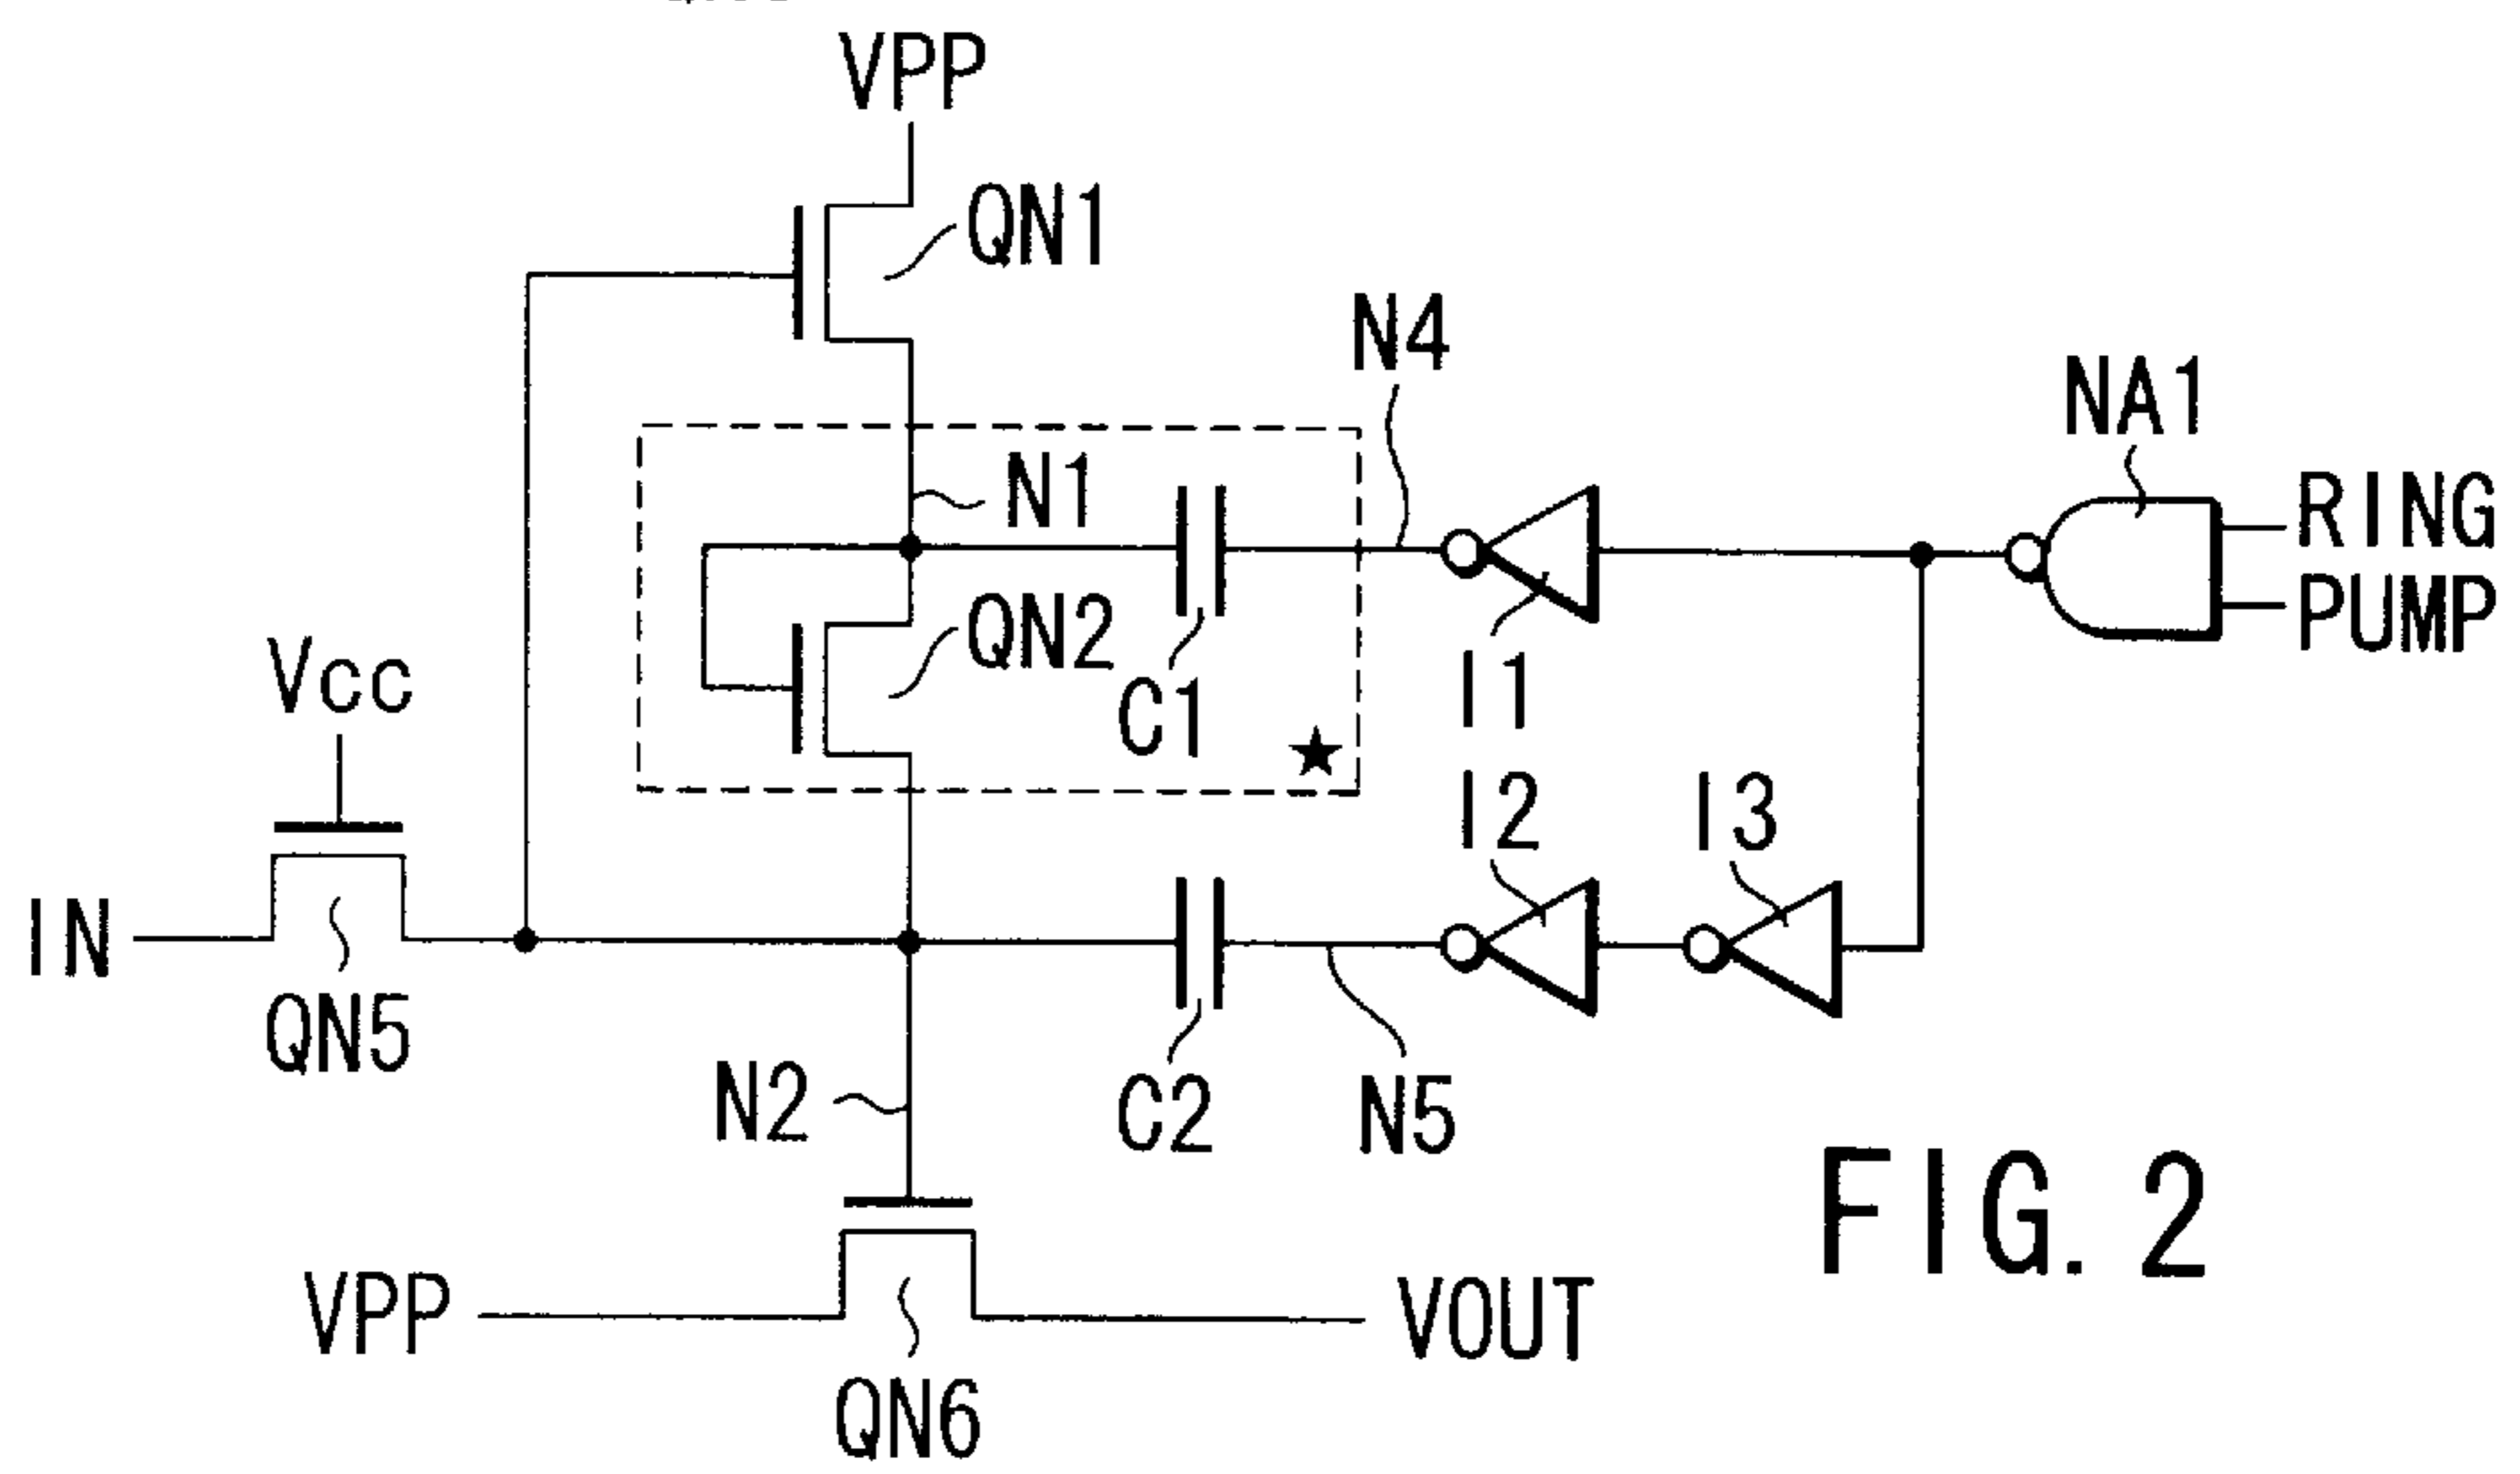 VPP
QN1
N4
NA1
N1
RING
QN2
PUMP
Vcc
C1
I1
★
I2
I3
IN
QN5
N2
C2
N5
FIG. 2
VPP
VOUT
QN6